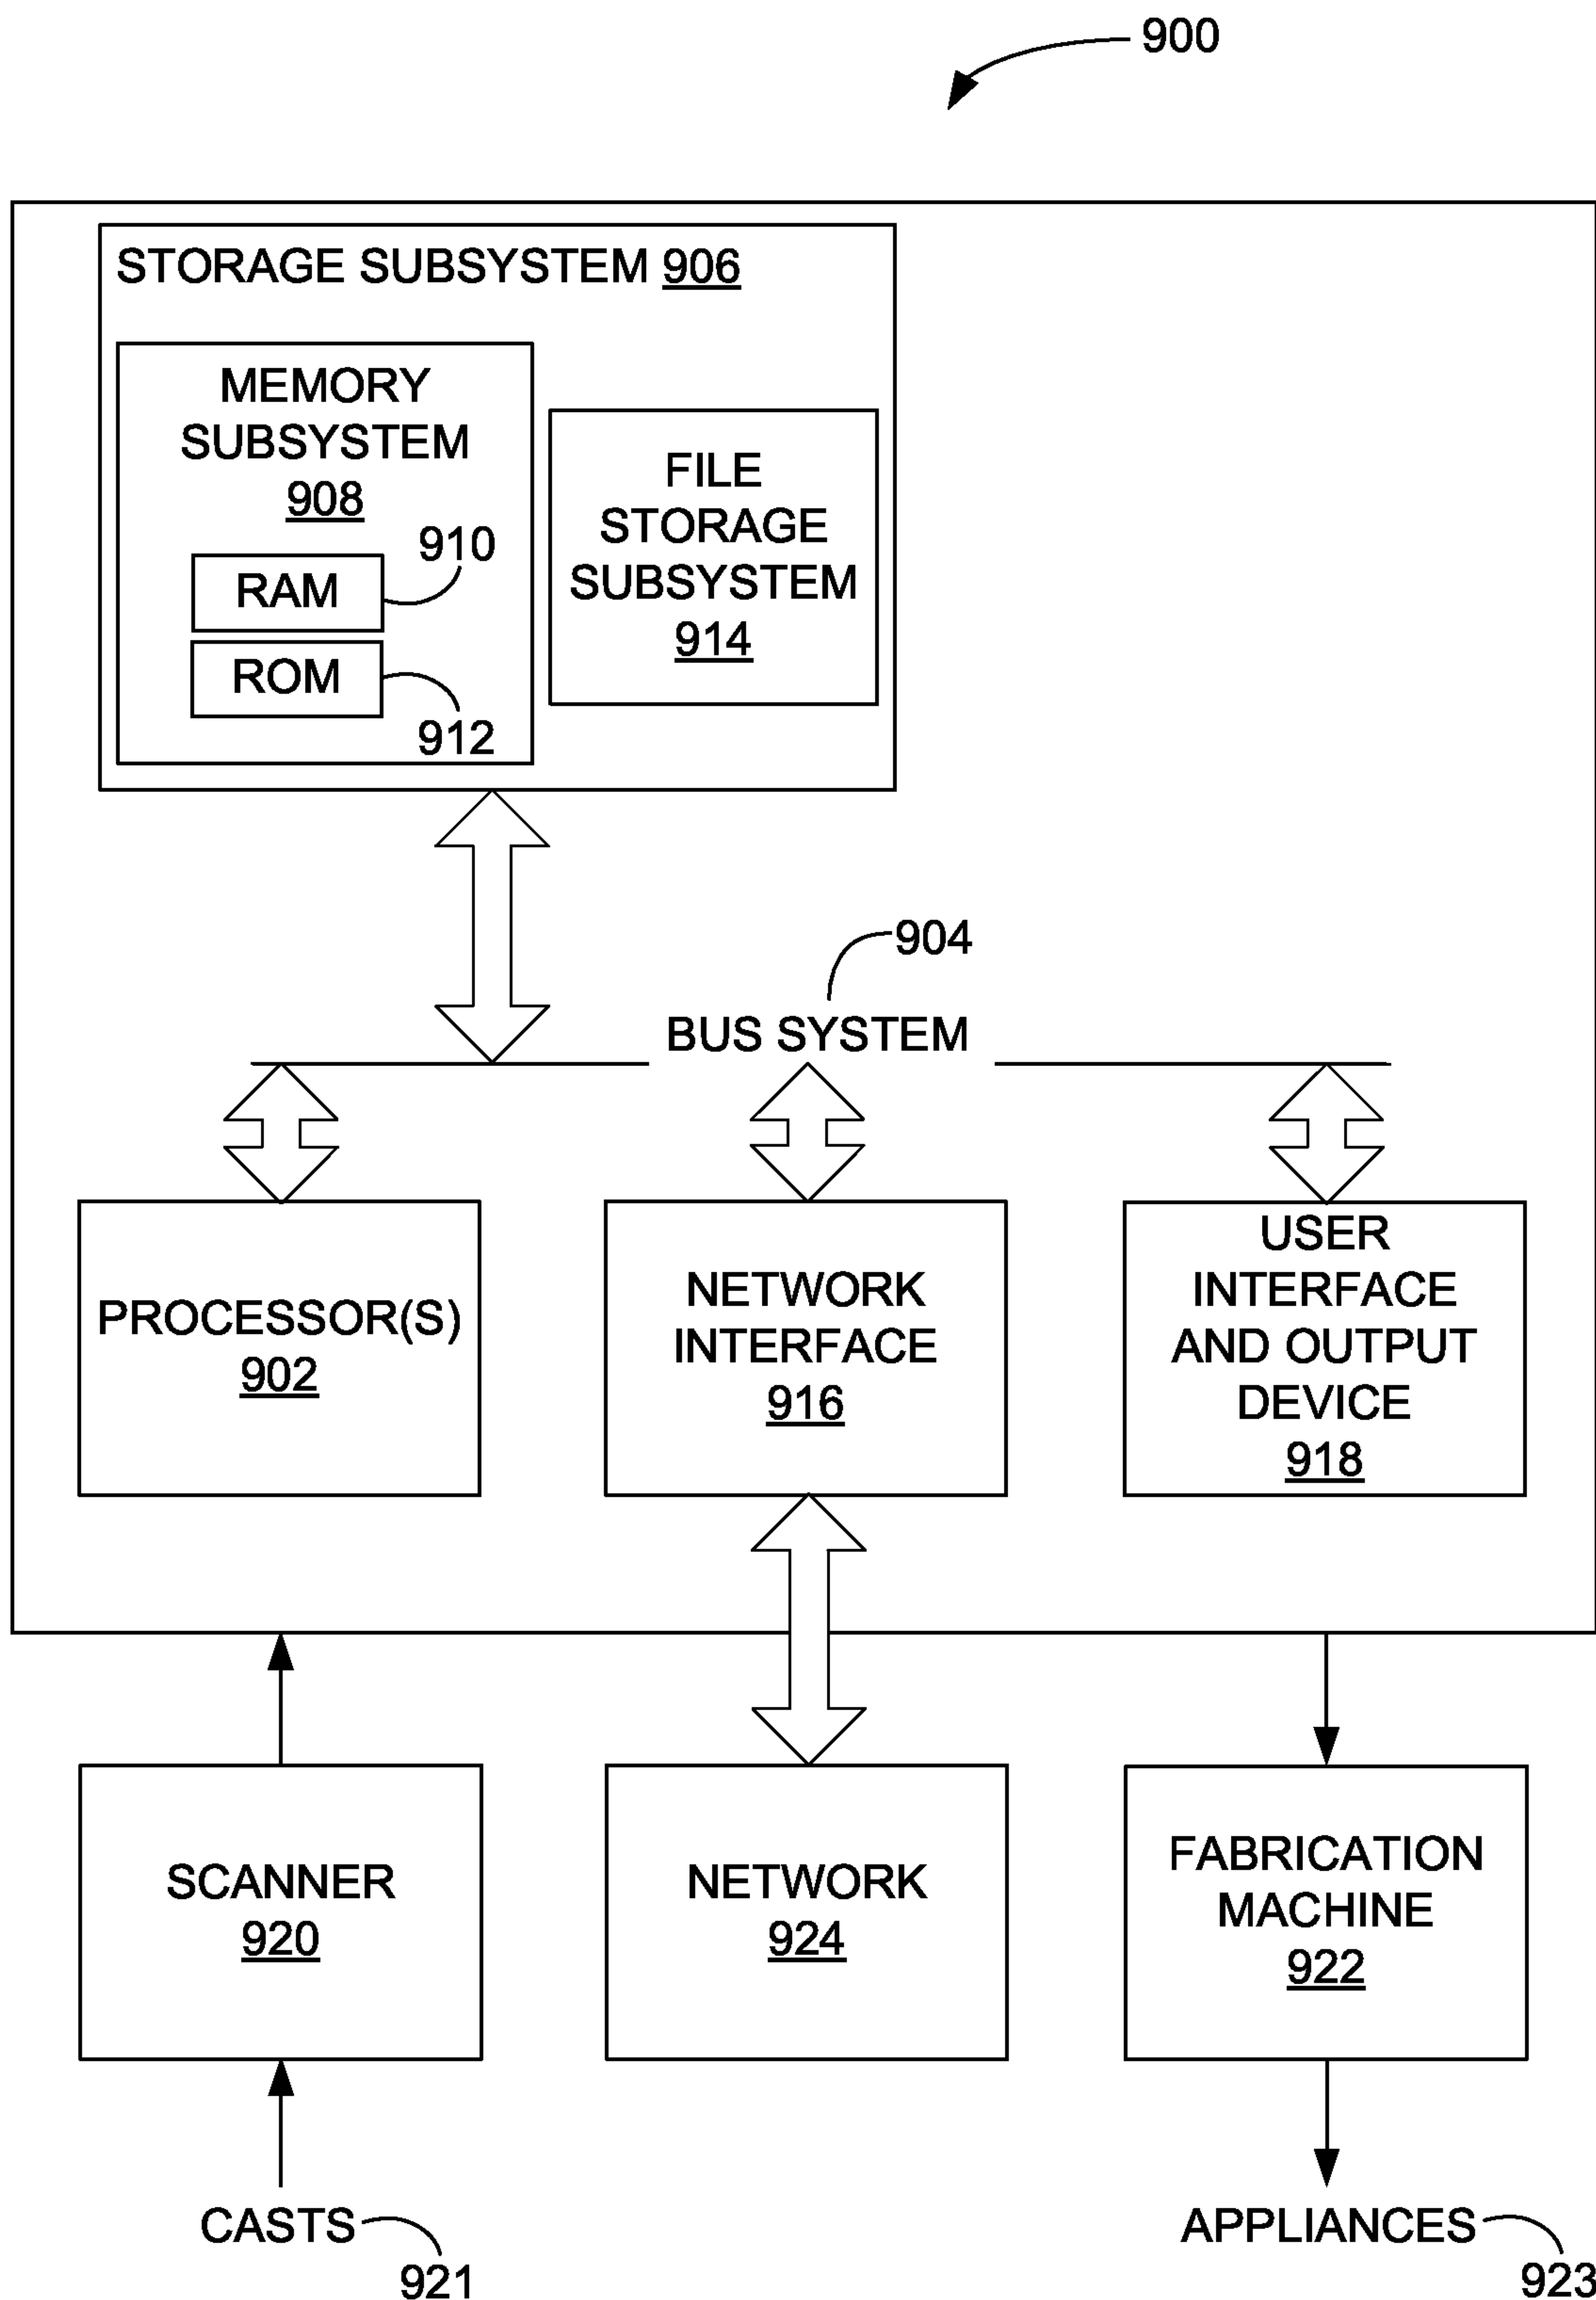 900
STORAGE SUBSYSTEM 906
MEMORY
SUBSYSTEM
908
910
RAM
ROM
912
FILE
STORAGE
SUBSYSTEM
914
904
BUS SYSTEM
PROCESSOR(S)
902
NETWORK
INTERFACE
916
USER
INTERFACE
AND OUTPUT
DEVICE
918
SCANNER
920
NETWORK
924
FABRICATION
MACHINE
922
CASTS
921
APPLIANCES
923